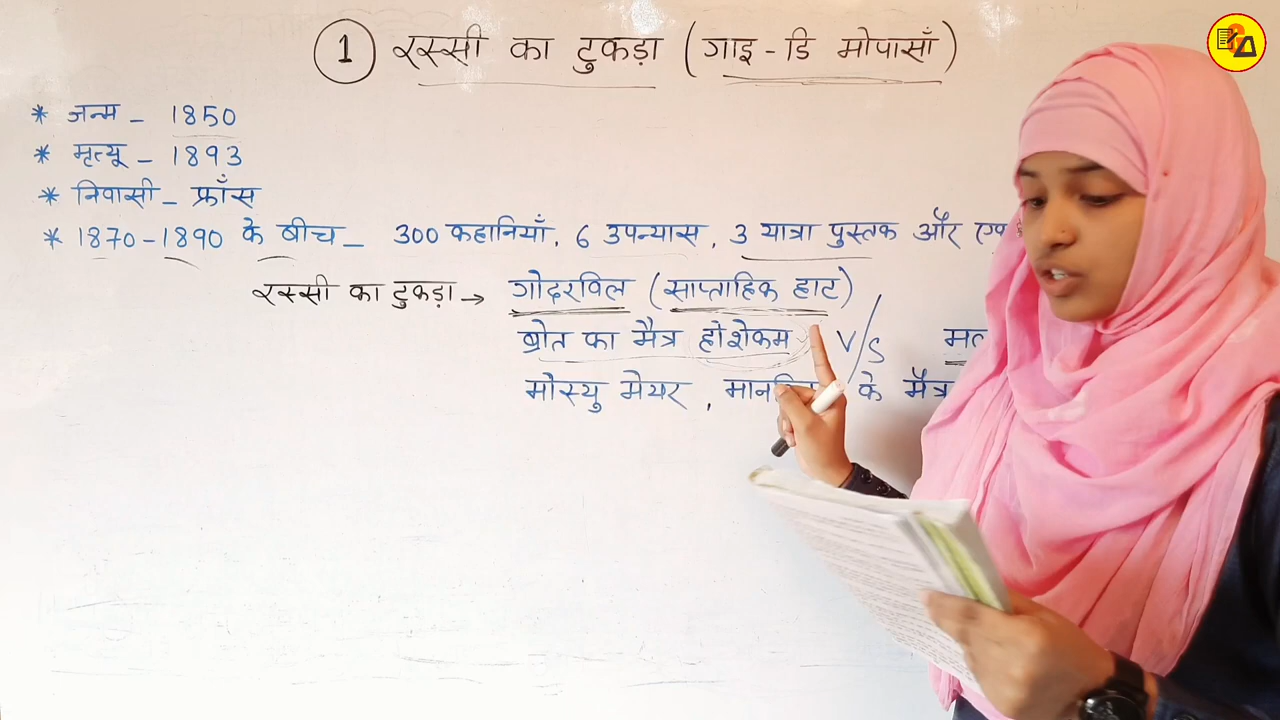 1 रस्सी का टुकड़ा (गाइ - डि मोपासाँ)
* जन्म - 1850
* मृत्यू - 1893
* निवासी - फ्राँस
* 1870-1890 के बीच - 300 कहानियाँ, 6 उपन्यास, 3 यात्रा पुस्तक और
रस्सी का टुकड़ा → गोदरविल (साप्ताहिक हाट)
ब्रोत का मैत्र होशेकम V/S
मोस्यु मेयर, के मैत्र